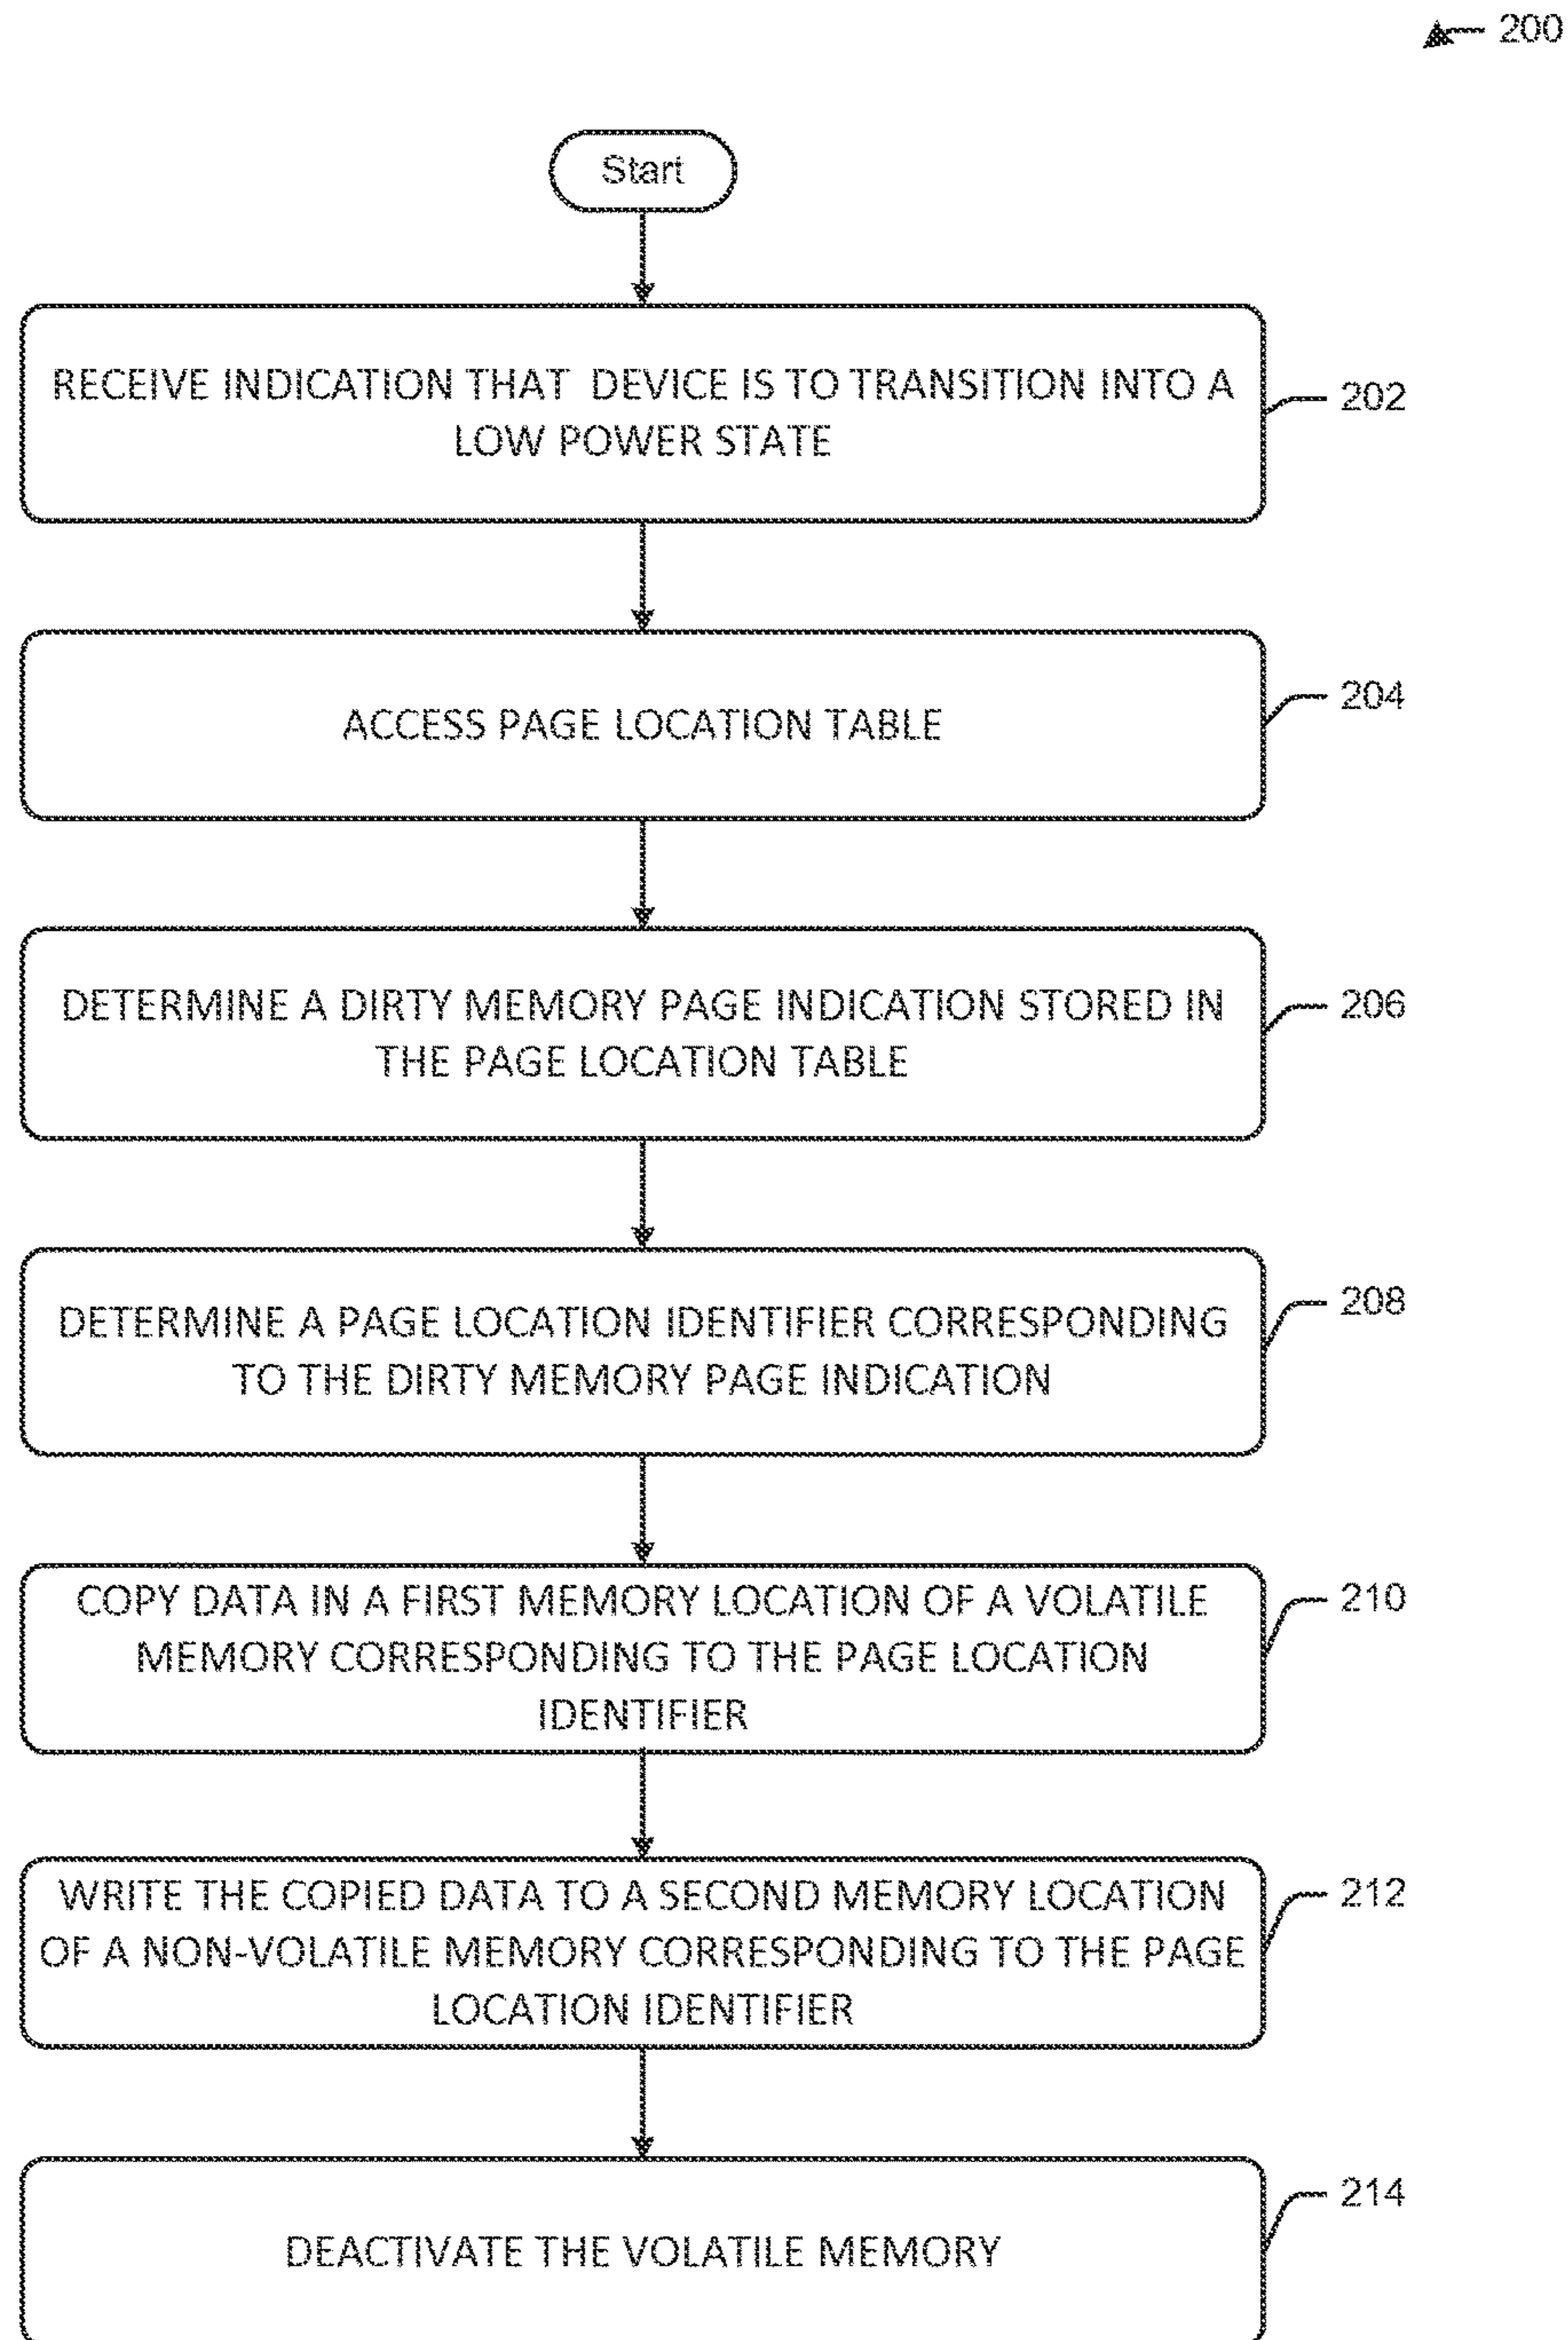 200
Start
RECEIVE INDICATION THAT DEVICE IS TO TRANSITION INTO A
LOW POWER STATE
202
ACCESS PAGE LOCATION TABLE
204
DETERMINE A DIRTY MEMORY PAGE INDICATION STORED IN
THE PAGE LOCATION TABLE
206
DETERMINE A PAGE LOCATION IDENTIFIER CORRESPONDING
TO THE DIRTY MEMORY PAGE INDICATION
208
COPY DATA IN A FIRST MEMORY LOCATION OF A VOLATILE
MEMORY CORRESPONDING TO THE PAGE LOCATION
IDENTIFIER
210
WRITE THE COPIED DATA TO A SECOND MEMORY LOCATION
OF A NON-VOLATILE MEMORY CORRESPONDING TO THE PAGE
LOCATION IDENTIFIER
212
DEACTIVATE THE VOLATILE MEMORY
214